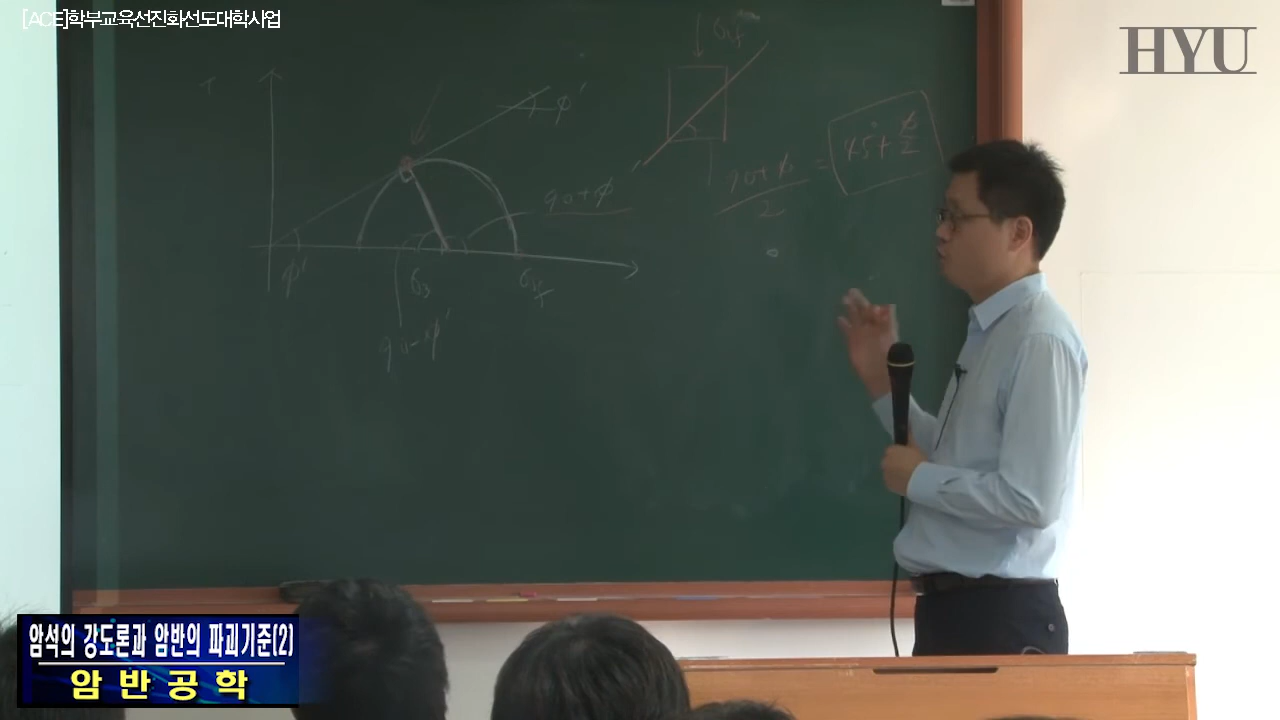 [ACE]학부교육선진화선도대학사업
HYU
τ
φ'
90+φ
90+φ
2
=
45°+φ/2
φ'
σ3
90-φ'
암석의 강도론과 암반의 파괴기준(2)
암반공학